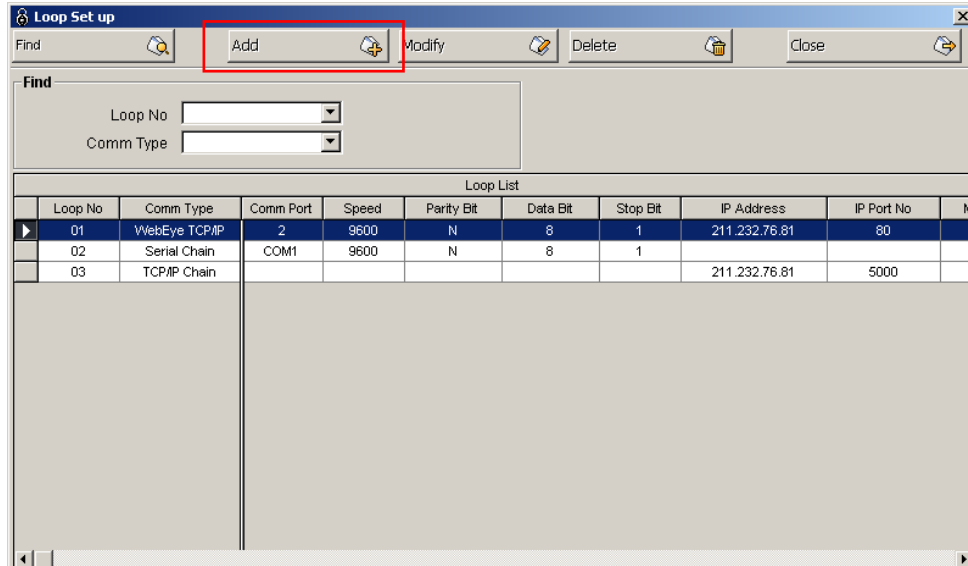 Loop Set up
Find Add Modify Delete Close
Find
Loop No
Comm Type
Loop List
Loop No Comm Type Comm Port Speed Parity Bit Data Bit Stop Bit IP Address IP Port No
01 WebEye TCP/IP 2 9600 N 8 1 211.232.76.81 80
02 Serial Chain COM1 9600 N 8 1
03 TCP/IP Chain 211.232.76.81 5000